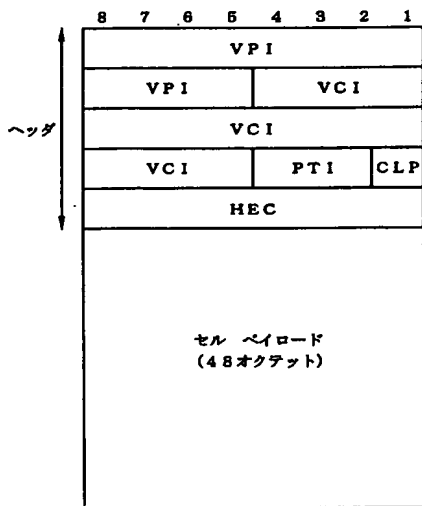 8 7 6 5 4 3 2 1
VPI
VPI VCI
VCI
ヘッダ
VCI PTI CLP
HEC
セル ペイロード
(48オクテット)